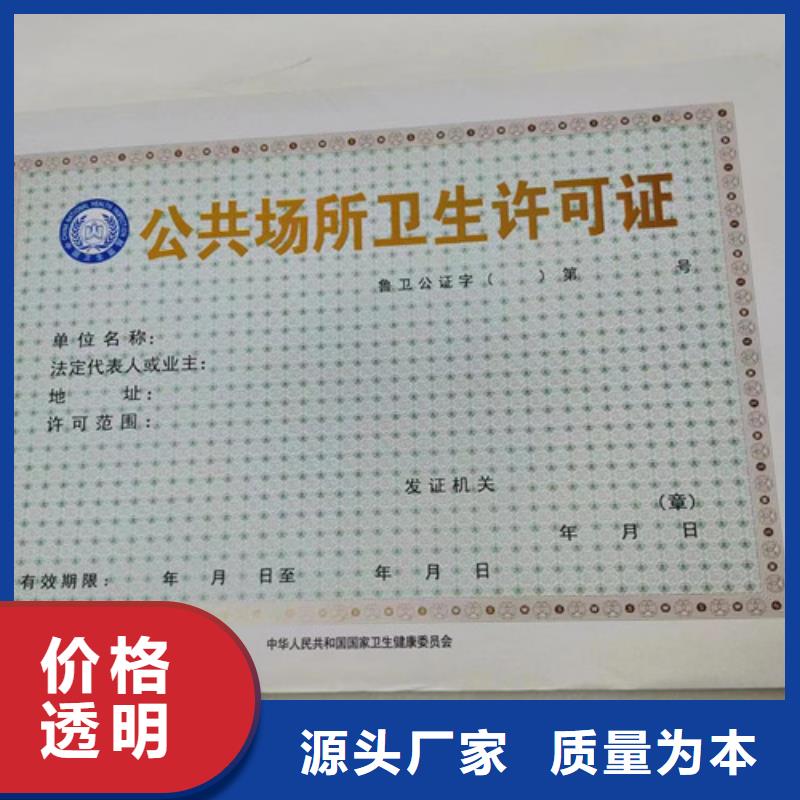 公共场所卫生许可证
鲁卫公证字（ ）第 号
单位名称：
法定代表人或业主：
地 址：
许可范围：
发证机关
（章）
年 月 日
有效期限： 年 月 日至 年 月 日
中华人民共和国国家卫生健康委员会
价格
透明
源头厂家 质量为本